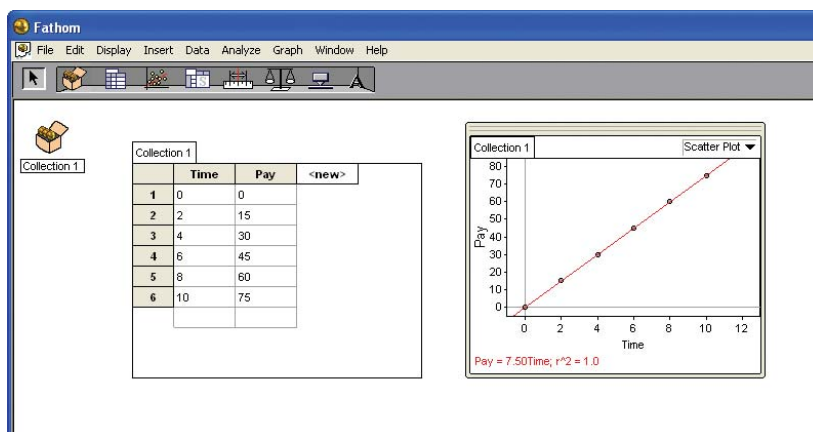 Fathom
File Edit Display Insert Data Analyze Graph Window Help
Collection 1
Collection 1
Time Pay <new>
1 0 0
2 2 15
3 4 30
4 6 45
5 8 60
6 10 75
Collection 1 Scatter Plot
80
70
60
50
40
30
20
10
0
Pay
0 2 4 6 8 10 12
Time
Pay = 7.50Time; r^2 = 1.0